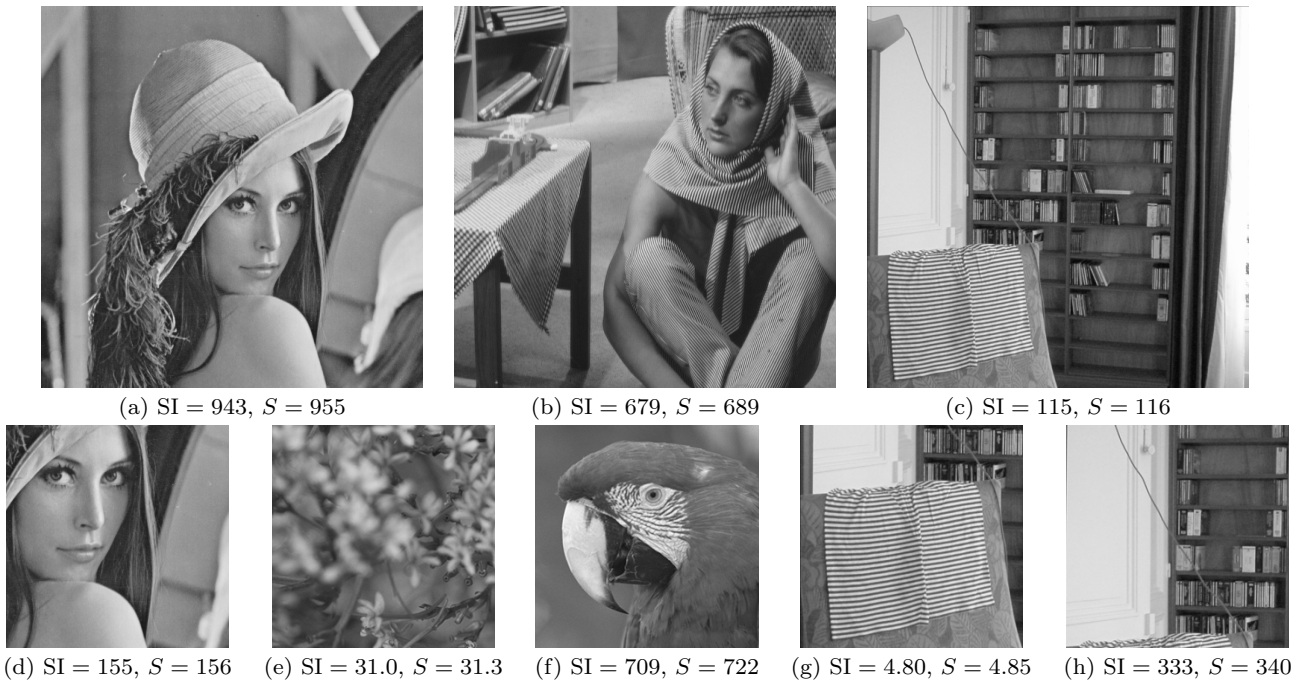 (a) SI = 943, S = 955
(b) SI = 679, S = 689
(c) SI = 115, S = 116
(d) SI = 155, S = 156
(e) SI = 31.0, S = 31.3
(f) SI = 709, S = 722
(g) SI = 4.80, S = 4.85
(h) SI = 333, S = 340